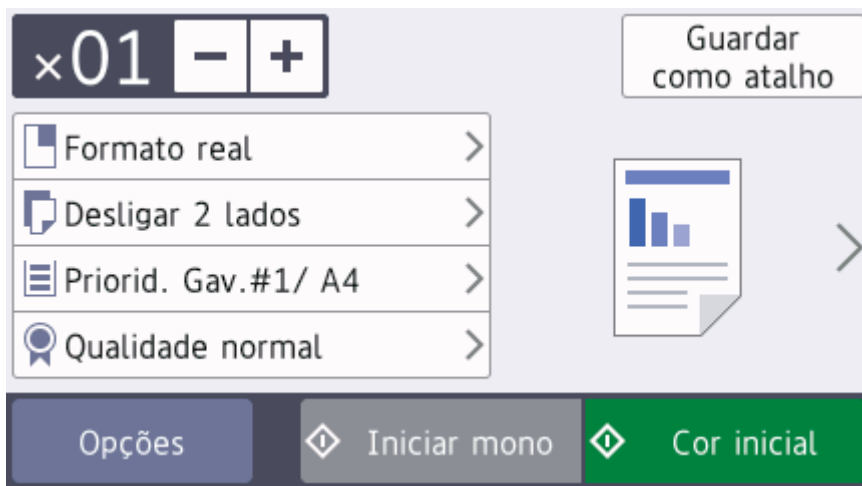 ×01 − +
Guardar
como atalho
Formato real
Desligar 2 lados
Priorid. Gav.#1/ A4
Qualidade normal
Opções
Iniciar mono
Cor inicial